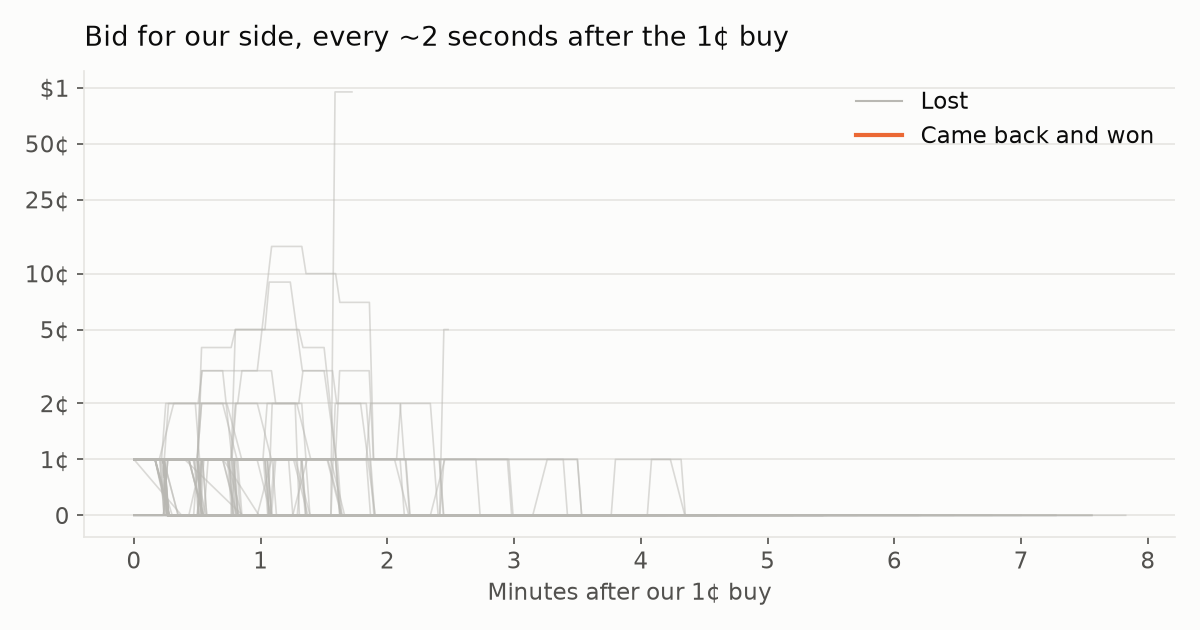 Bid for our side, every ~2 seconds after the 1¢ buy
$1
50¢
25¢
10¢
5¢
2¢
1¢
0
Lost
Came back and won
0 1 2 3 4 5 6 7 8
Minutes after our 1¢ buy